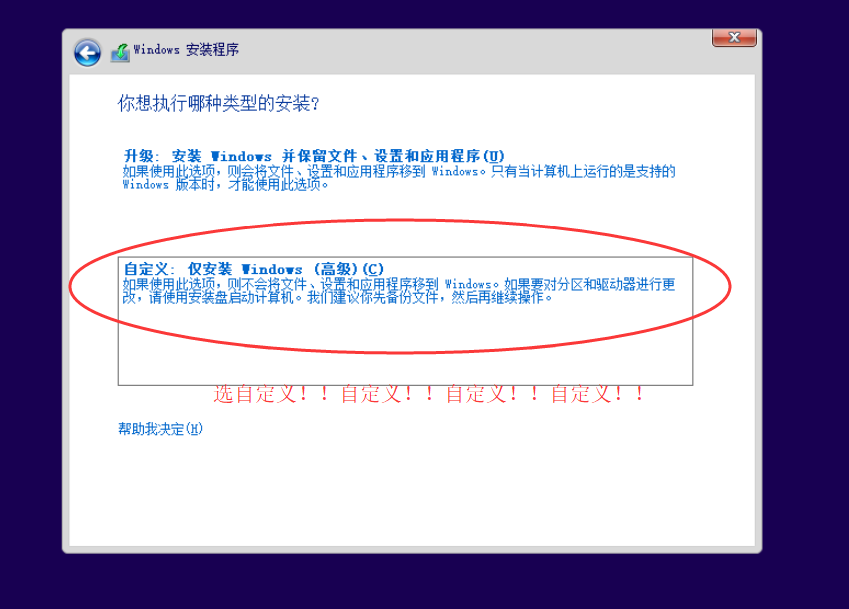 Windows 安装程序
你想执行哪种类型的安装?
升级: 安装 Windows 并保留文件、设置和应用程序(U)
如果使用此选项，则会将文件、设置和应用程序移到 Windows。只有当计算机上运行的是支持的
Windows 版本时，才能使用此选项。
自定义: 仅安装 Windows (高级)(C)
如果使用此选项，则不会将文件、设置和应用程序移到 Windows。如果要对分区和驱动器进行更
改，请使用安装盘启动计算机。我们建议你先备份文件，然后再继续操作。
选自定义！！自定义！！自定义！！自定义！！
帮助我决定(H)